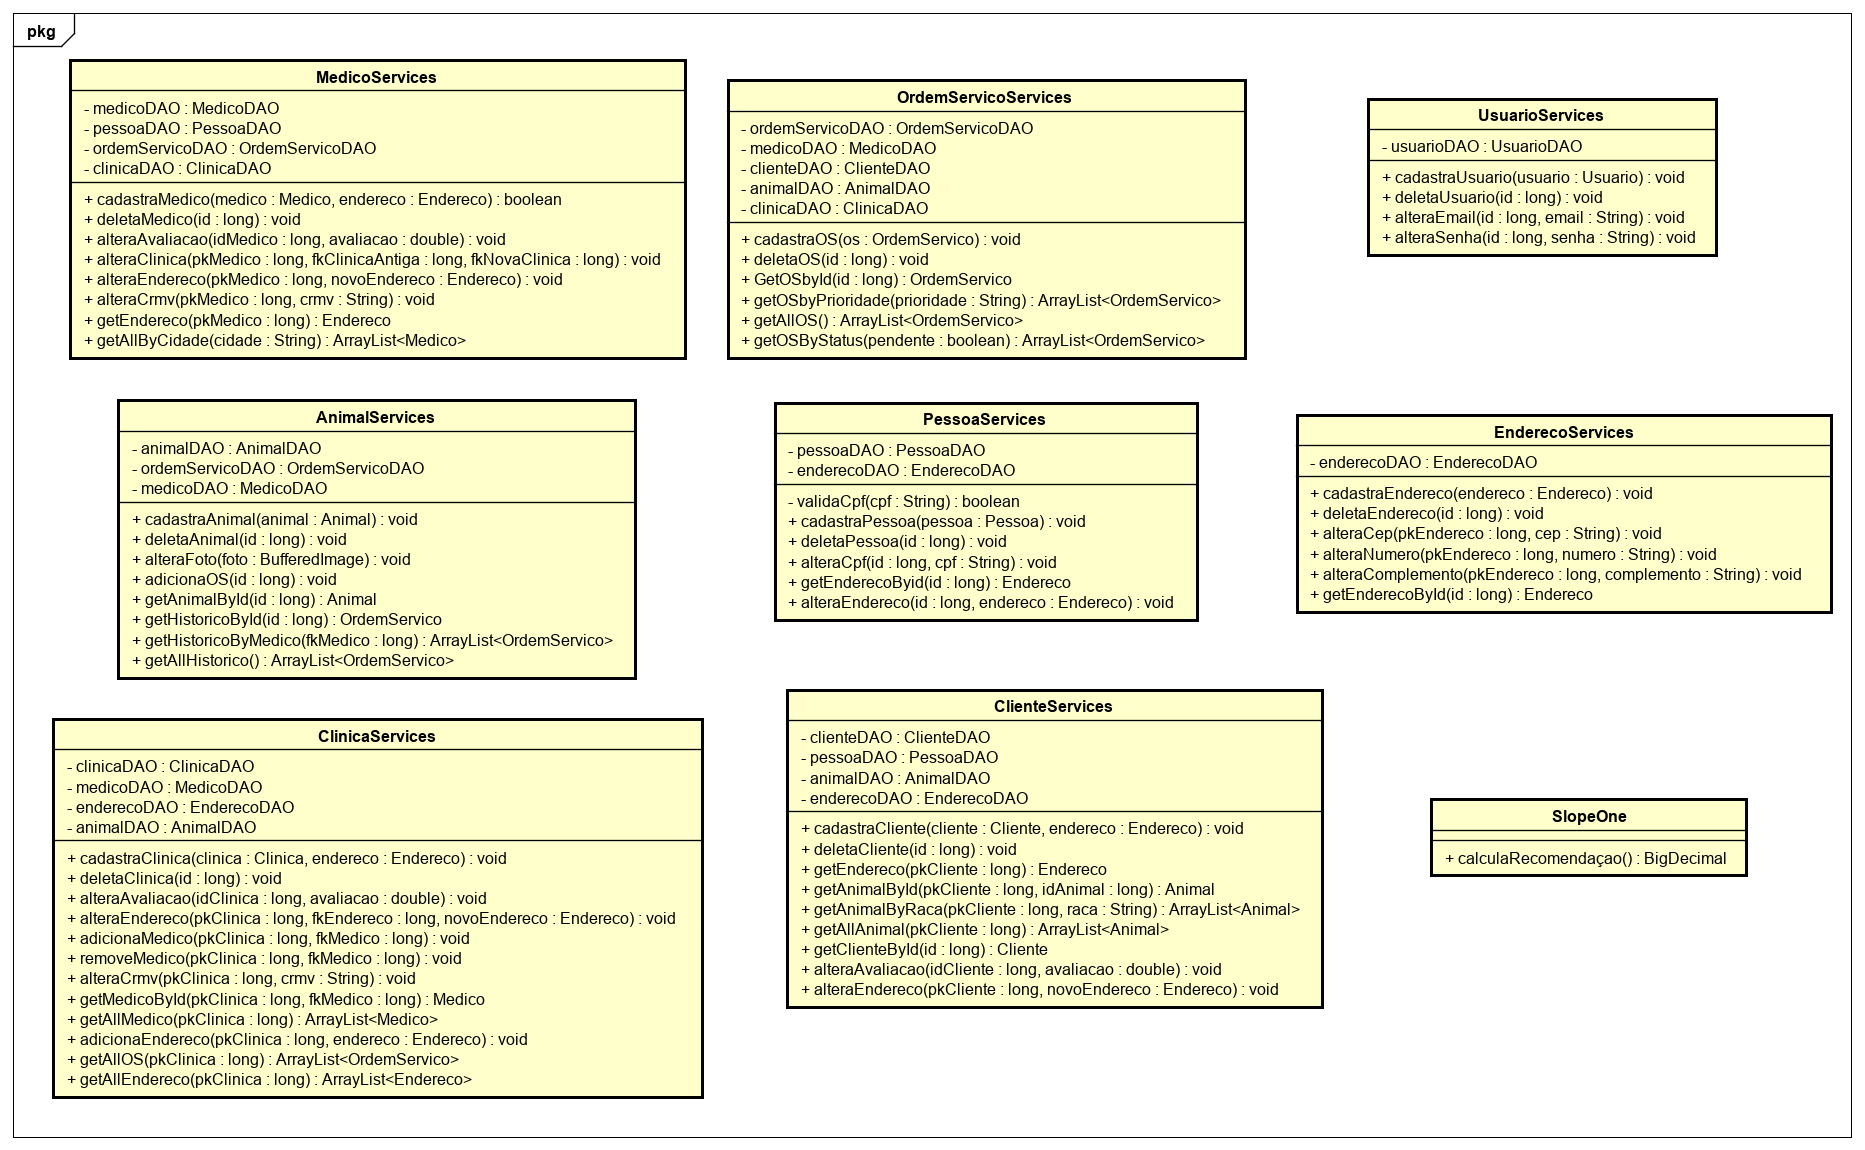 pkg
MedicoServices
- medicoDAO : MedicoDAO
- pessoaDAO : PessoaDAO
- ordemServicoDAO : OrdemServicoDAO
- clinicaDAO : ClinicaDAO
+ cadastraMedico(medico : Medico, endereco : Endereco) : boolean
+ deletaMedico(id : long) : void
+ alteraAvaliacao(idMedico : long, avaliacao : double) : void
+ alteraClinica(pkMedico : long, fkClinicaAntiga : long, fkNovaClinica : long) : void
+ alteraEndereco(pkMedico : long, novoEndereco : Endereco) : void
+ alteraCrmv(pkMedico : long, crmv : String) : void
+ getEndereco(pkMedico : long) : Endereco
+ getAllByCidade(cidade : String) : ArrayList<Medico>
OrdemServicoServices
- ordemServicoDAO : OrdemServicoDAO
- medicoDAO : MedicoDAO
- clienteDAO : ClienteDAO
- animalDAO : AnimalDAO
- clinicaDAO : ClinicaDAO
+ cadastraOS(os : OrdemServico) : void
+ deletaOS(id : long) : void
+ GetOSbyId(id : long) : OrdemServico
+ getOSbyPrioridade(prioridade : String) : ArrayList<OrdemServico>
+ getAllOS() : ArrayList<OrdemServico>
+ getOSByStatus(pendente : boolean) : ArrayList<OrdemServico>
UsuarioServices
- usuarioDAO : UsuarioDAO
+ cadastraUsuario(usuario : Usuario) : void
+ deletaUsuario(id : long) : void
+ alteraEmail(id : long, email : String) : void
+ alteraSenha(id : long, senha : String) : void
AnimalServices
- animalDAO : AnimalDAO
- ordemServicoDAO : OrdemServicoDAO
- medicoDAO : MedicoDAO
+ cadastraAnimal(animal : Animal) : void
+ deletaAnimal(id : long) : void
+ alteraFoto(foto : BufferedImage) : void
+ adicionaOS(id : long) : void
+ getAnimalById(id : long) : Animal
+ getHistoricoById(id : long) : OrdemServico
+ getHistoricoByMedico(fkMedico : long) : ArrayList<OrdemServico>
+ getAllHistorico() : ArrayList<OrdemServico>
PessoaServices
- pessoaDAO : PessoaDAO
- enderecoDAO : EnderecoDAO
- validaCpf(cpf : String) : boolean
+ cadastraPessoa(pessoa : Pessoa) : void
+ deletaPessoa(id : long) : void
+ alteraCpf(id : long, cpf : String) : void
+ getEnderecoByid(id : long) : Endereco
+ alteraEndereco(id : long, endereco : Endereco) : void
EnderecoServices
- enderecoDAO : EnderecoDAO
+ cadastraEndereco(endereco : Endereco) : void
+ deletaEndereco(id : long) : void
+ alteraCep(pkEndereco : long, cep : String) : void
+ alteraNumero(pkEndereco : long, numero : String) : void
+ alteraComplemento(pkEndereco : long, complemento : String) : void
+ getEnderecoById(id : long) : Endereco
ClinicaServices
- clinicaDAO : ClinicaDAO
- medicoDAO : MedicoDAO
- enderecoDAO : EnderecoDAO
- animalDAO : AnimalDAO
+ cadastraClinica(clinica : Clinica, endereco : Endereco) : void
+ deletaClinica(id : long) : void
+ alteraAvaliacao(idClinica : long, avaliacao : double) : void
+ alteraEndereco(pkClinica : long, fkEndereco : long, novoEndereco : Endereco) : void
+ adicionaMedico(pkClinica : long, fkMedico : long) : void
+ removeMedico(pkClinica : long, fkMedico : long) : void
+ alteraCrmv(pkClinica : long, crmv : String) : void
+ getMedicoById(pkClinica : long, fkMedico : long) : Medico
+ getAllMedico(pkClinica : long) : ArrayList<Medico>
+ adicionaEndereco(pkClinica : long, endereco : Endereco) : void
+ getAllOS(pkClinica : long) : ArrayList<OrdemServico>
+ getAllEndereco(pkClinica : long) : ArrayList<Endereco>
ClienteServices
- clienteDAO : ClienteDAO
- pessoaDAO : PessoaDAO
- animalDAO : AnimalDAO
- enderecoDAO : EnderecoDAO
+ cadastraCliente(cliente : Cliente, endereco : Endereco) : void
+ deletaCliente(id : long) : void
+ getEndereco(pkCliente : long) : Endereco
+ getAnimalById(pkCliente : long, idAnimal : long) : Animal
+ getAnimalByRaca(pkCliente : long, raca : String) : ArrayList<Animal>
+ getAllAnimal(pkCliente : long) : ArrayList<Animal>
+ getClienteById(id : long) : Cliente
+ alteraAvaliacao(idCliente : long, avaliacao : double) : void
+ alteraEndereco(pkCliente : long, novoEndereco : Endereco) : void
SlopeOne
+ calculaRecomendaçao() : BigDecimal